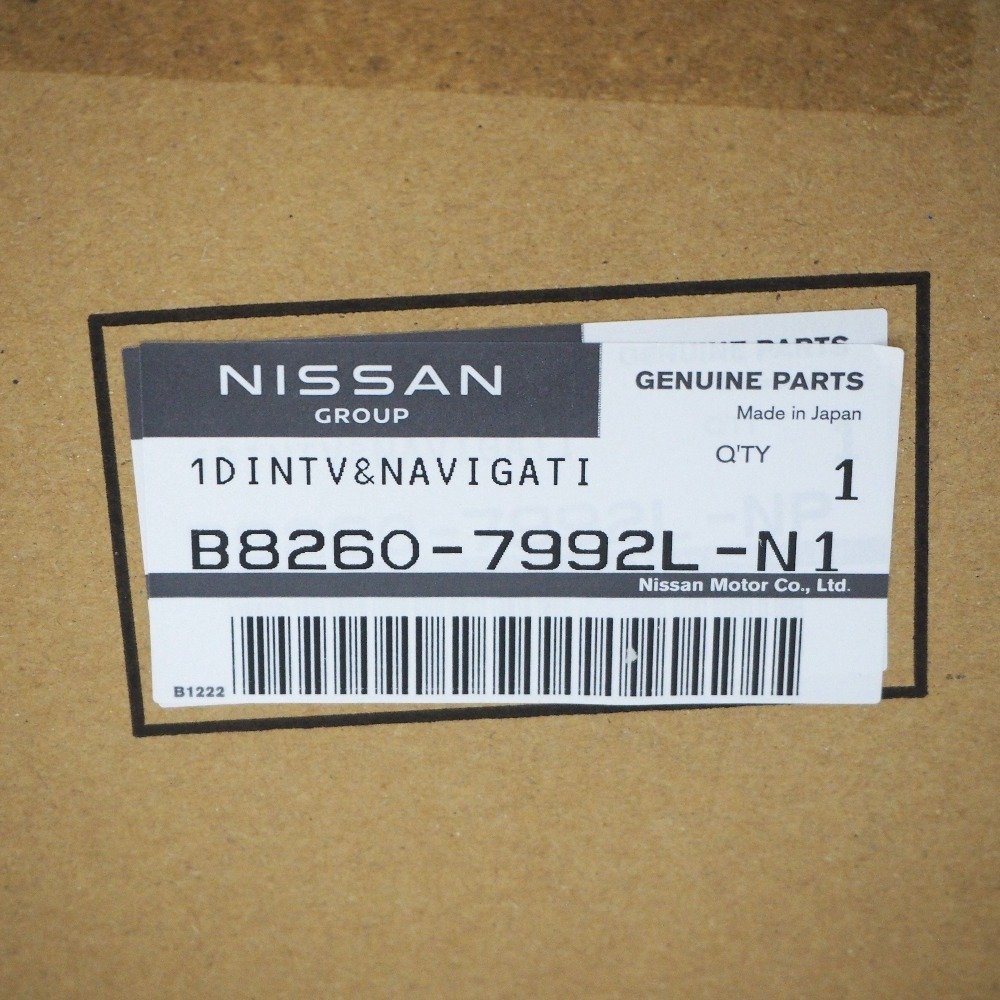 NISSAN
GROUP
GENUINE PARTS
Made in Japan
1DINTV&NAVIGATI
Q'TY
1
B8260-7992L-N1
Nissan Motor Co., Ltd.
B1222